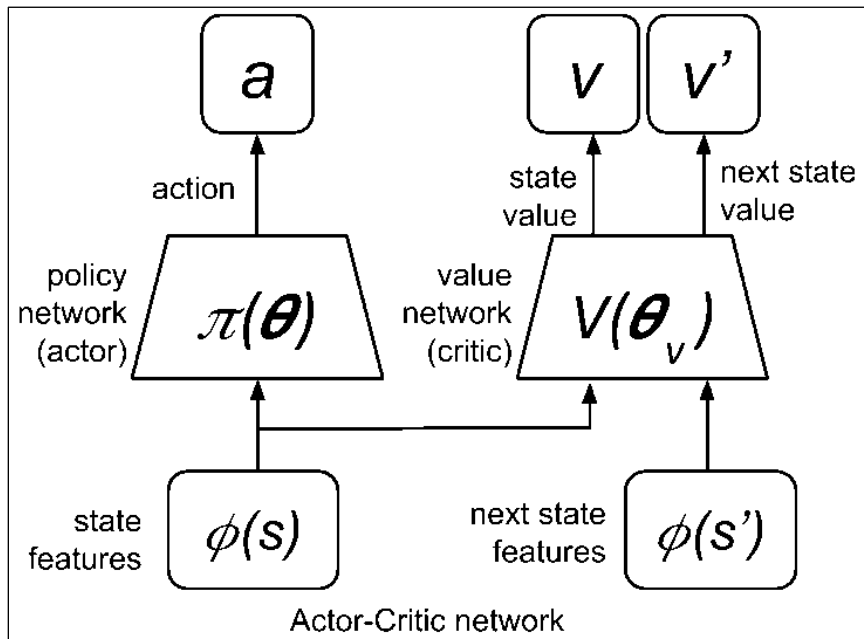 a
v
v’
action
state
value
next state
value
policy
network
(actor)
π(θ)
value
network
(critic)
V(θv)
state
features
ϕ(s)
next state
features
ϕ(s’)
Actor-Critic network